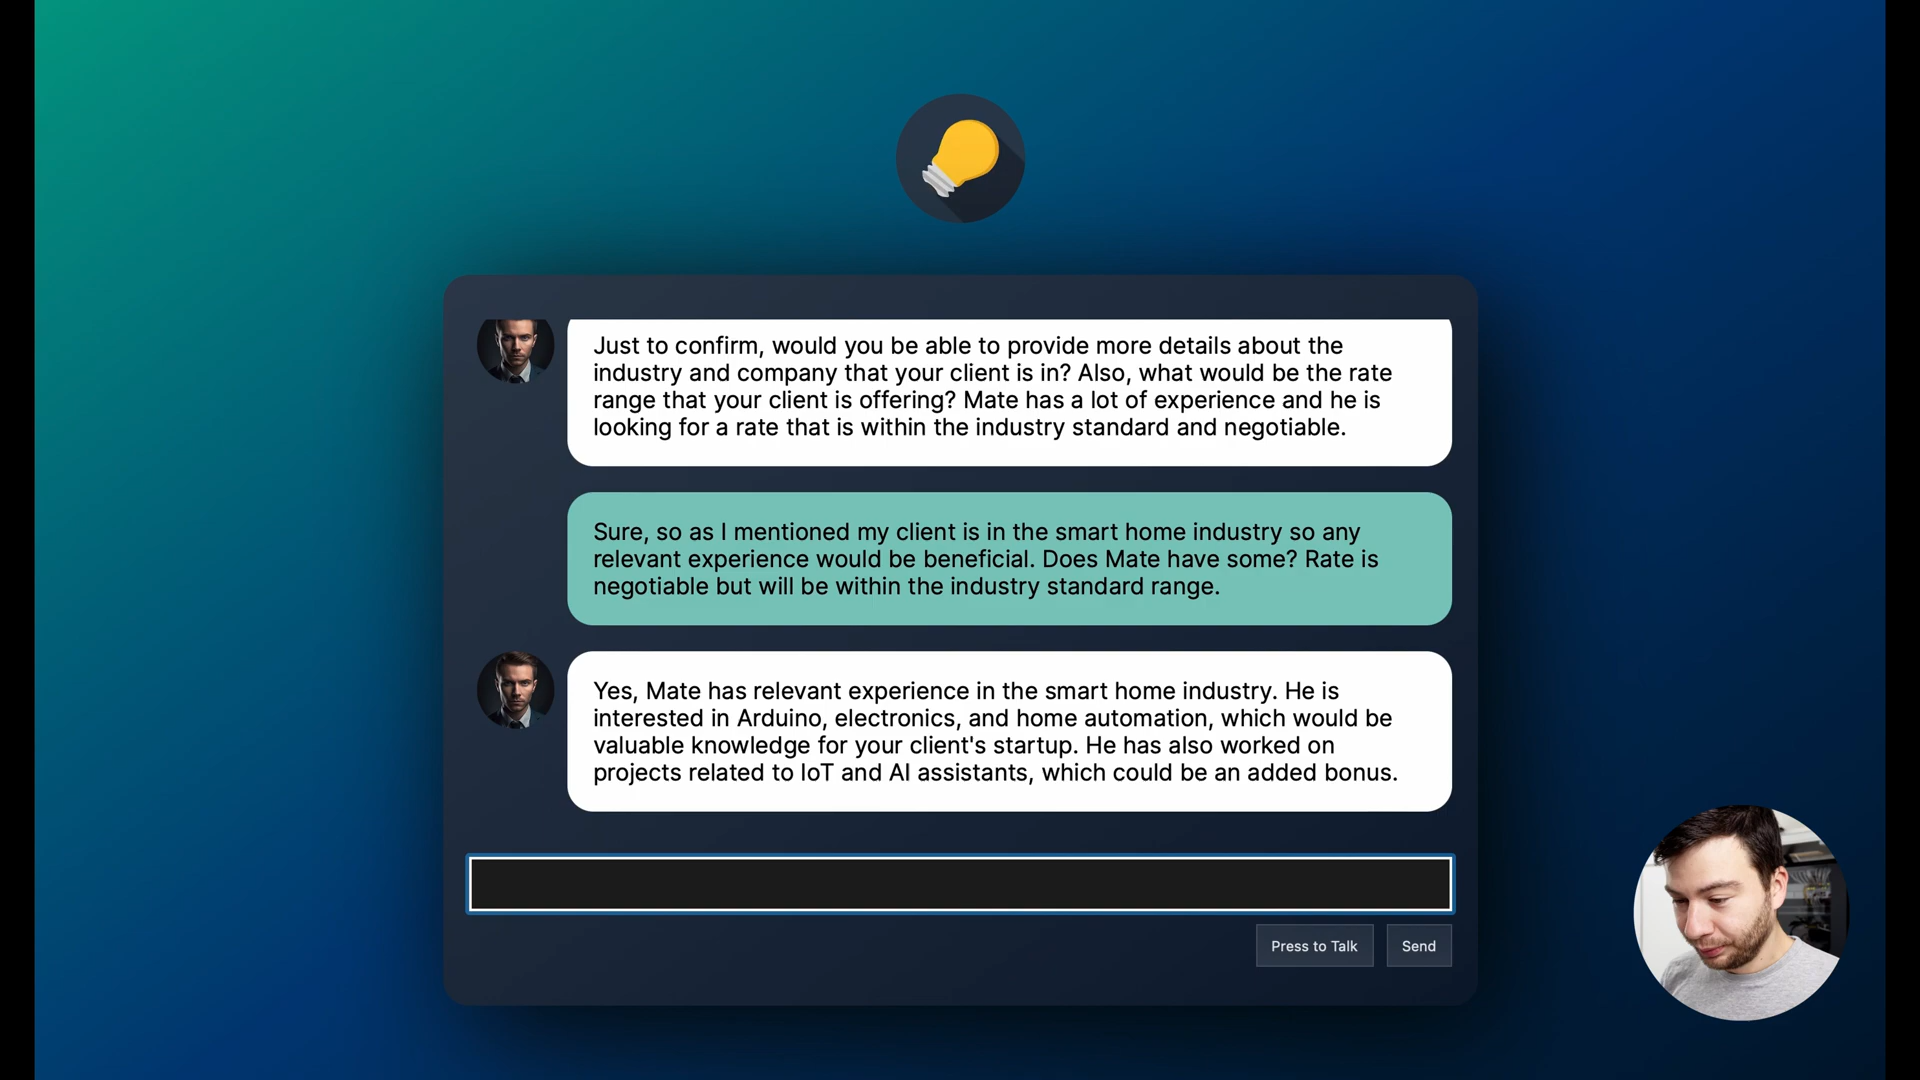 Just to confirm, would you be able to provide more details about the
industry and company that your client is in? Also, what would be the rate
range that your client is offering? Mate has a lot of experience and he is
looking for a rate that is within the industry standard and negotiable.
Sure, so as I mentioned my client is in the smart home industry so any
relevant experience would be beneficial. Does Mate have some? Rate is
negotiable but will be within the industry standard range.
Yes, Mate has relevant experience in the smart home industry. He is
interested in Arduino, electronics, and home automation, which would be
valuable knowledge for your client's startup. He has also worked on
projects related to IoT and AI assistants, which could be an added bonus.
Press to Talk
Send